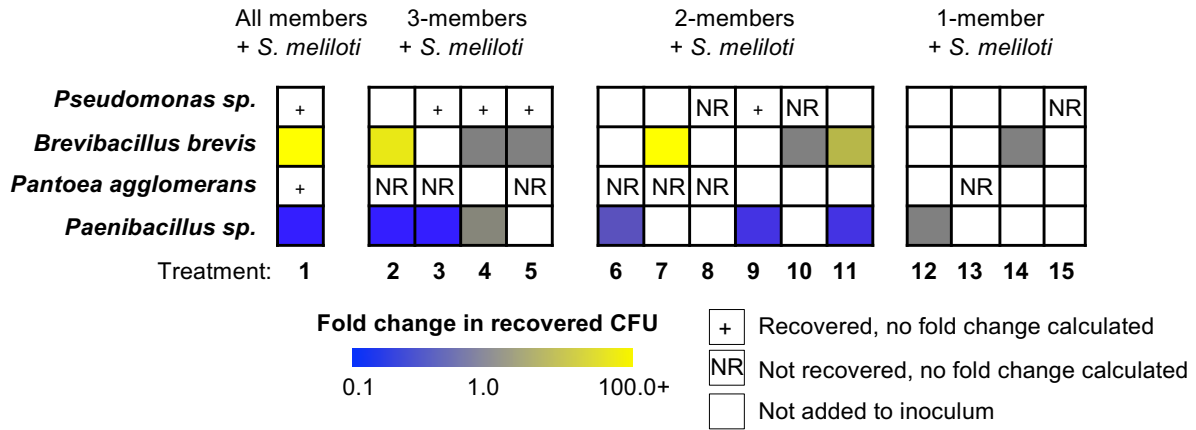 All members 3-members 2-members 1-member
+ S. meliloti + S. meliloti + S. meliloti + S. meliloti
Pseudomonas sp. + + + + NR + NR NR
Brevibacillus brevis
Pantoea agglomerans + NR NR NR NR NR NR NR
Paenibacillus sp.
Treatment: 1 2 3 4 5 6 7 8 9 10 11 12 13 14 15
Fold change in recovered CFU
0.1 1.0 100.0+
+ Recovered, no fold change calculated
NR Not recovered, no fold change calculated
Not added to inoculum